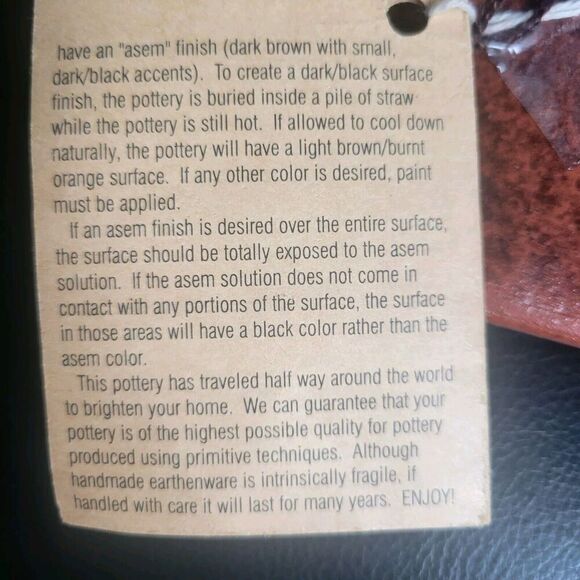 have an "asem" finish (dark brown with small,
dark/black accents).  To create a dark/black surface
finish, the pottery is buried inside a pile of straw
while the pottery is still hot.  If allowed to cool down
naturally, the pottery will have a light brown/burnt
orange surface.  If any other color is desired, paint
must be applied.
If an asem finish is desired over the entire surface,
the surface should be totally exposed to the asem
solution.  If the asem solution does not come in
contact with any portions of the surface, the surface
in those areas will have a black color rather than the
asem color.
This pottery has traveled half way around the world
to brighten your home.  We can guarantee that your
pottery is of the highest possible quality for pottery
produced using primitive techniques.  Although
handmade earthenware is intrinsically fragile, if
handled with care it will last for many years.  ENJOY!